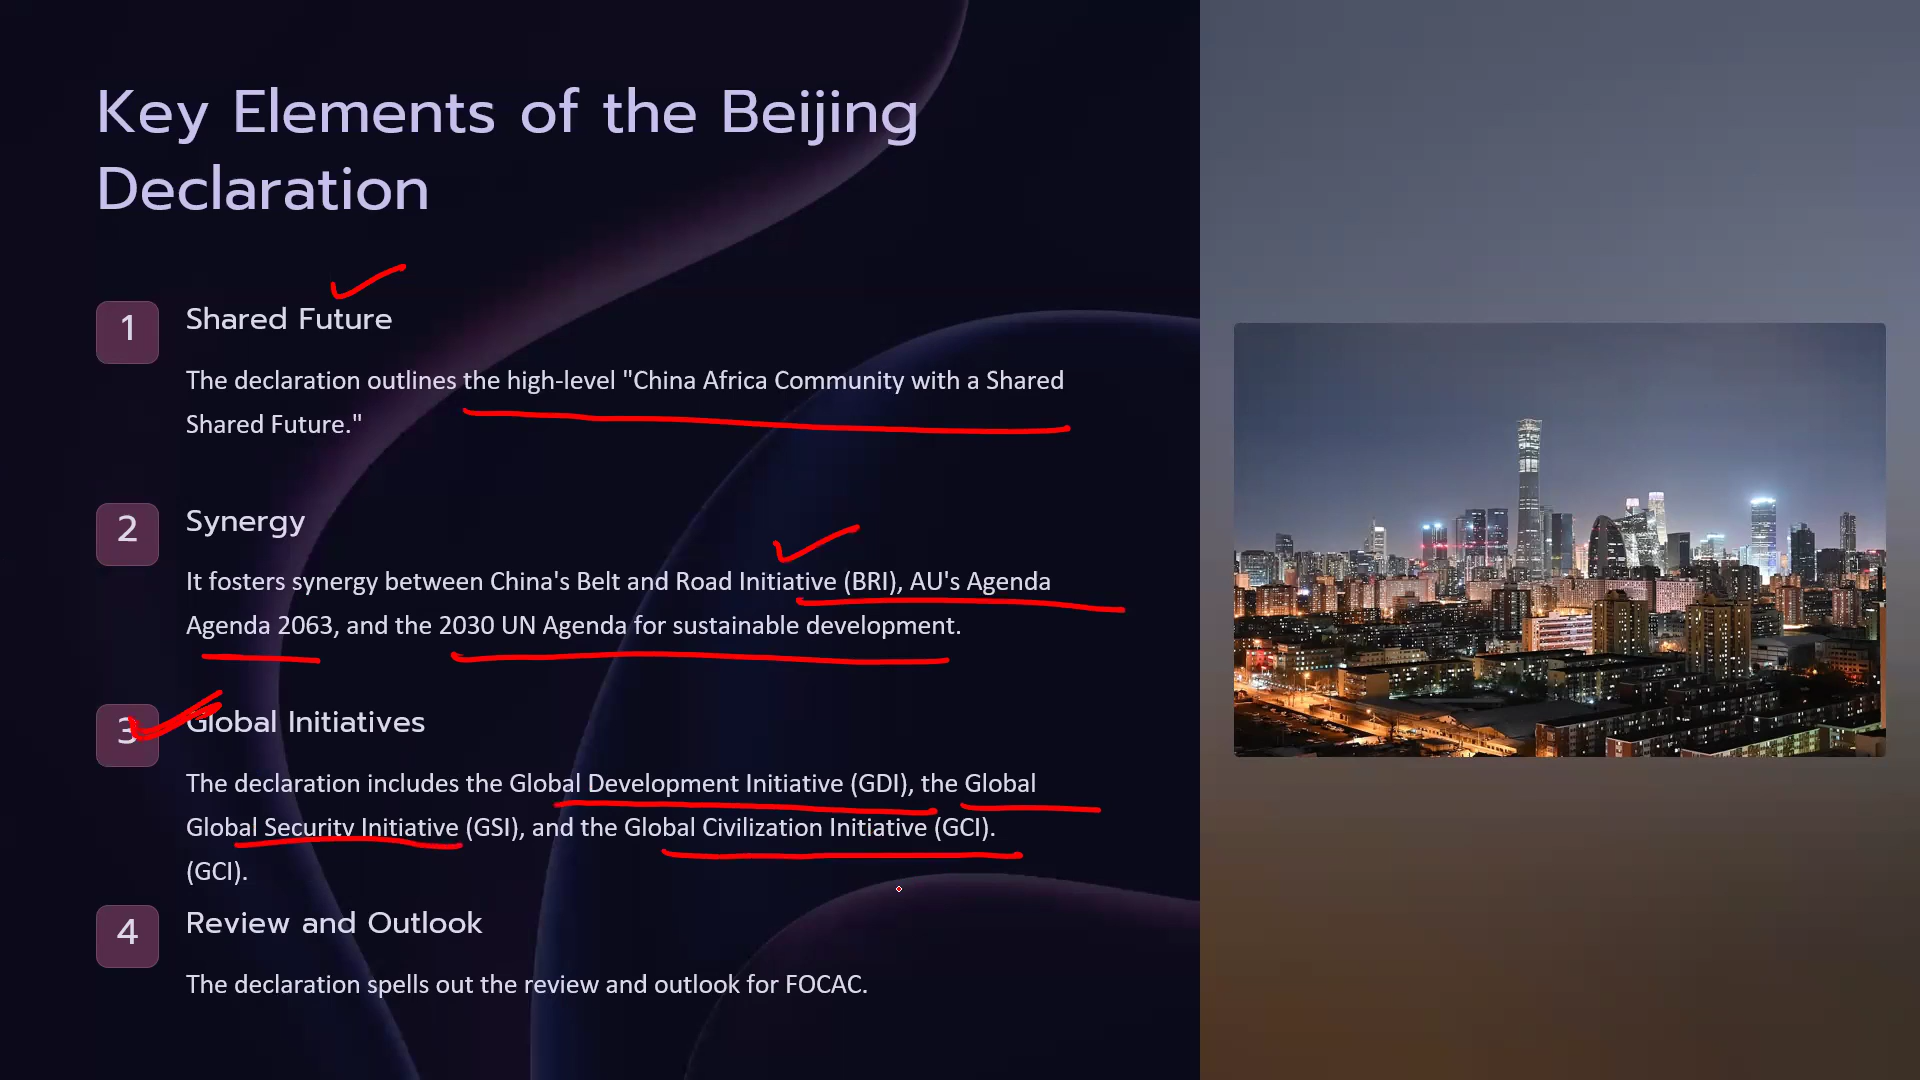 Key Elements of the Beijing
Declaration
1
Shared Future
The declaration outlines the high-level "China Africa Community with a Shared
Shared Future."
2
Synergy
It fosters synergy between China's Belt and Road Initiative (BRI), AU's Agenda
Agenda 2063, and the 2030 UN Agenda for sustainable development.
3
Global Initiatives
The declaration includes the Global Development Initiative (GDI), the Global
Global Security Initiative (GSI), and the Global Civilization Initiative (GCI).
(GCI).
4
Review and Outlook
The declaration spells out the review and outlook for FOCAC.